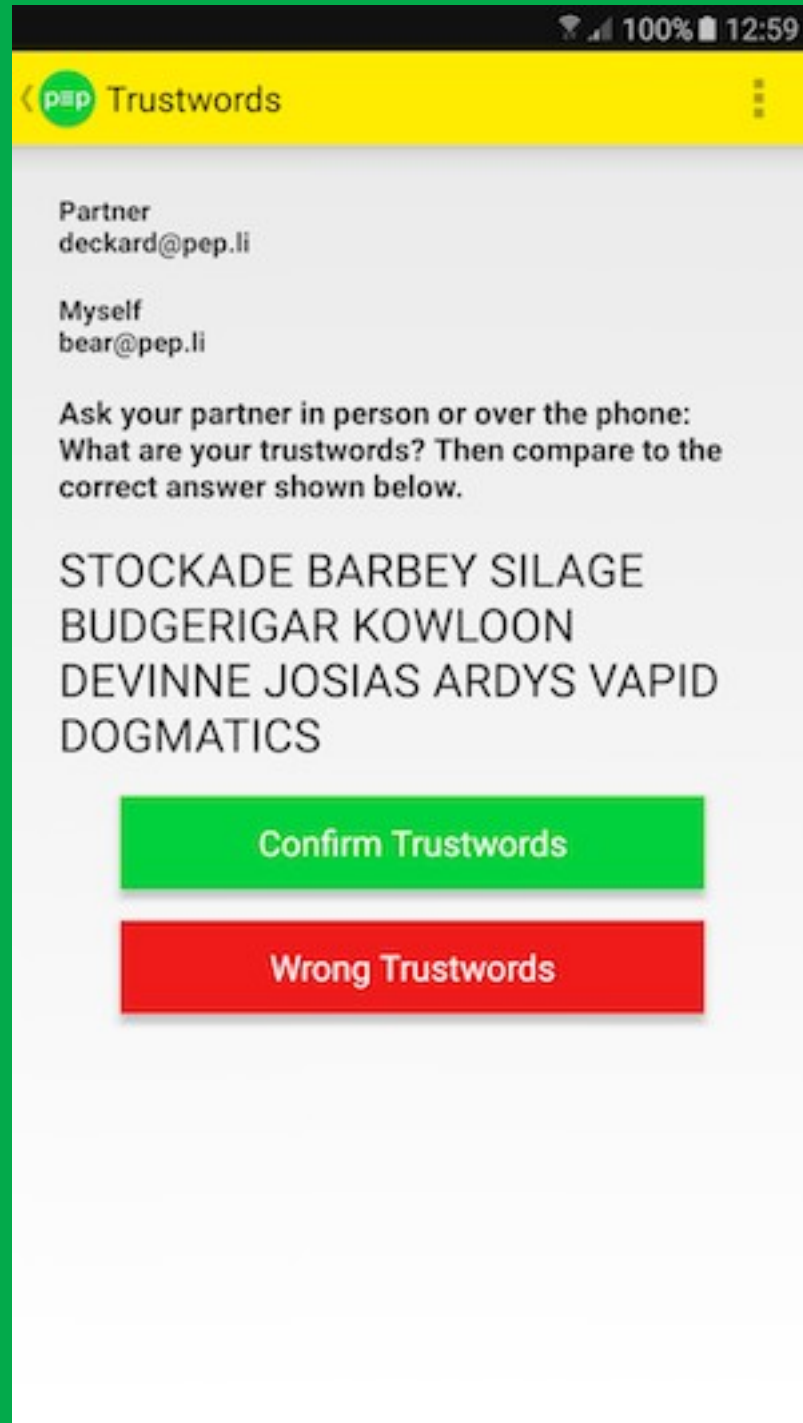 100% 12:59
p≡p Trustwords
Partner
deckard@pep.li
Myself
bear@pep.li
Ask your partner in person or over the phone:
What are your trustwords? Then compare to the
correct answer shown below.
STOCKADE BARBEY SILAGE
BUDGERIGAR KOWLOON
DEVINNE JOSIAS ARDYS VAPID
DOGMATICS
Confirm Trustwords
Wrong Trustwords